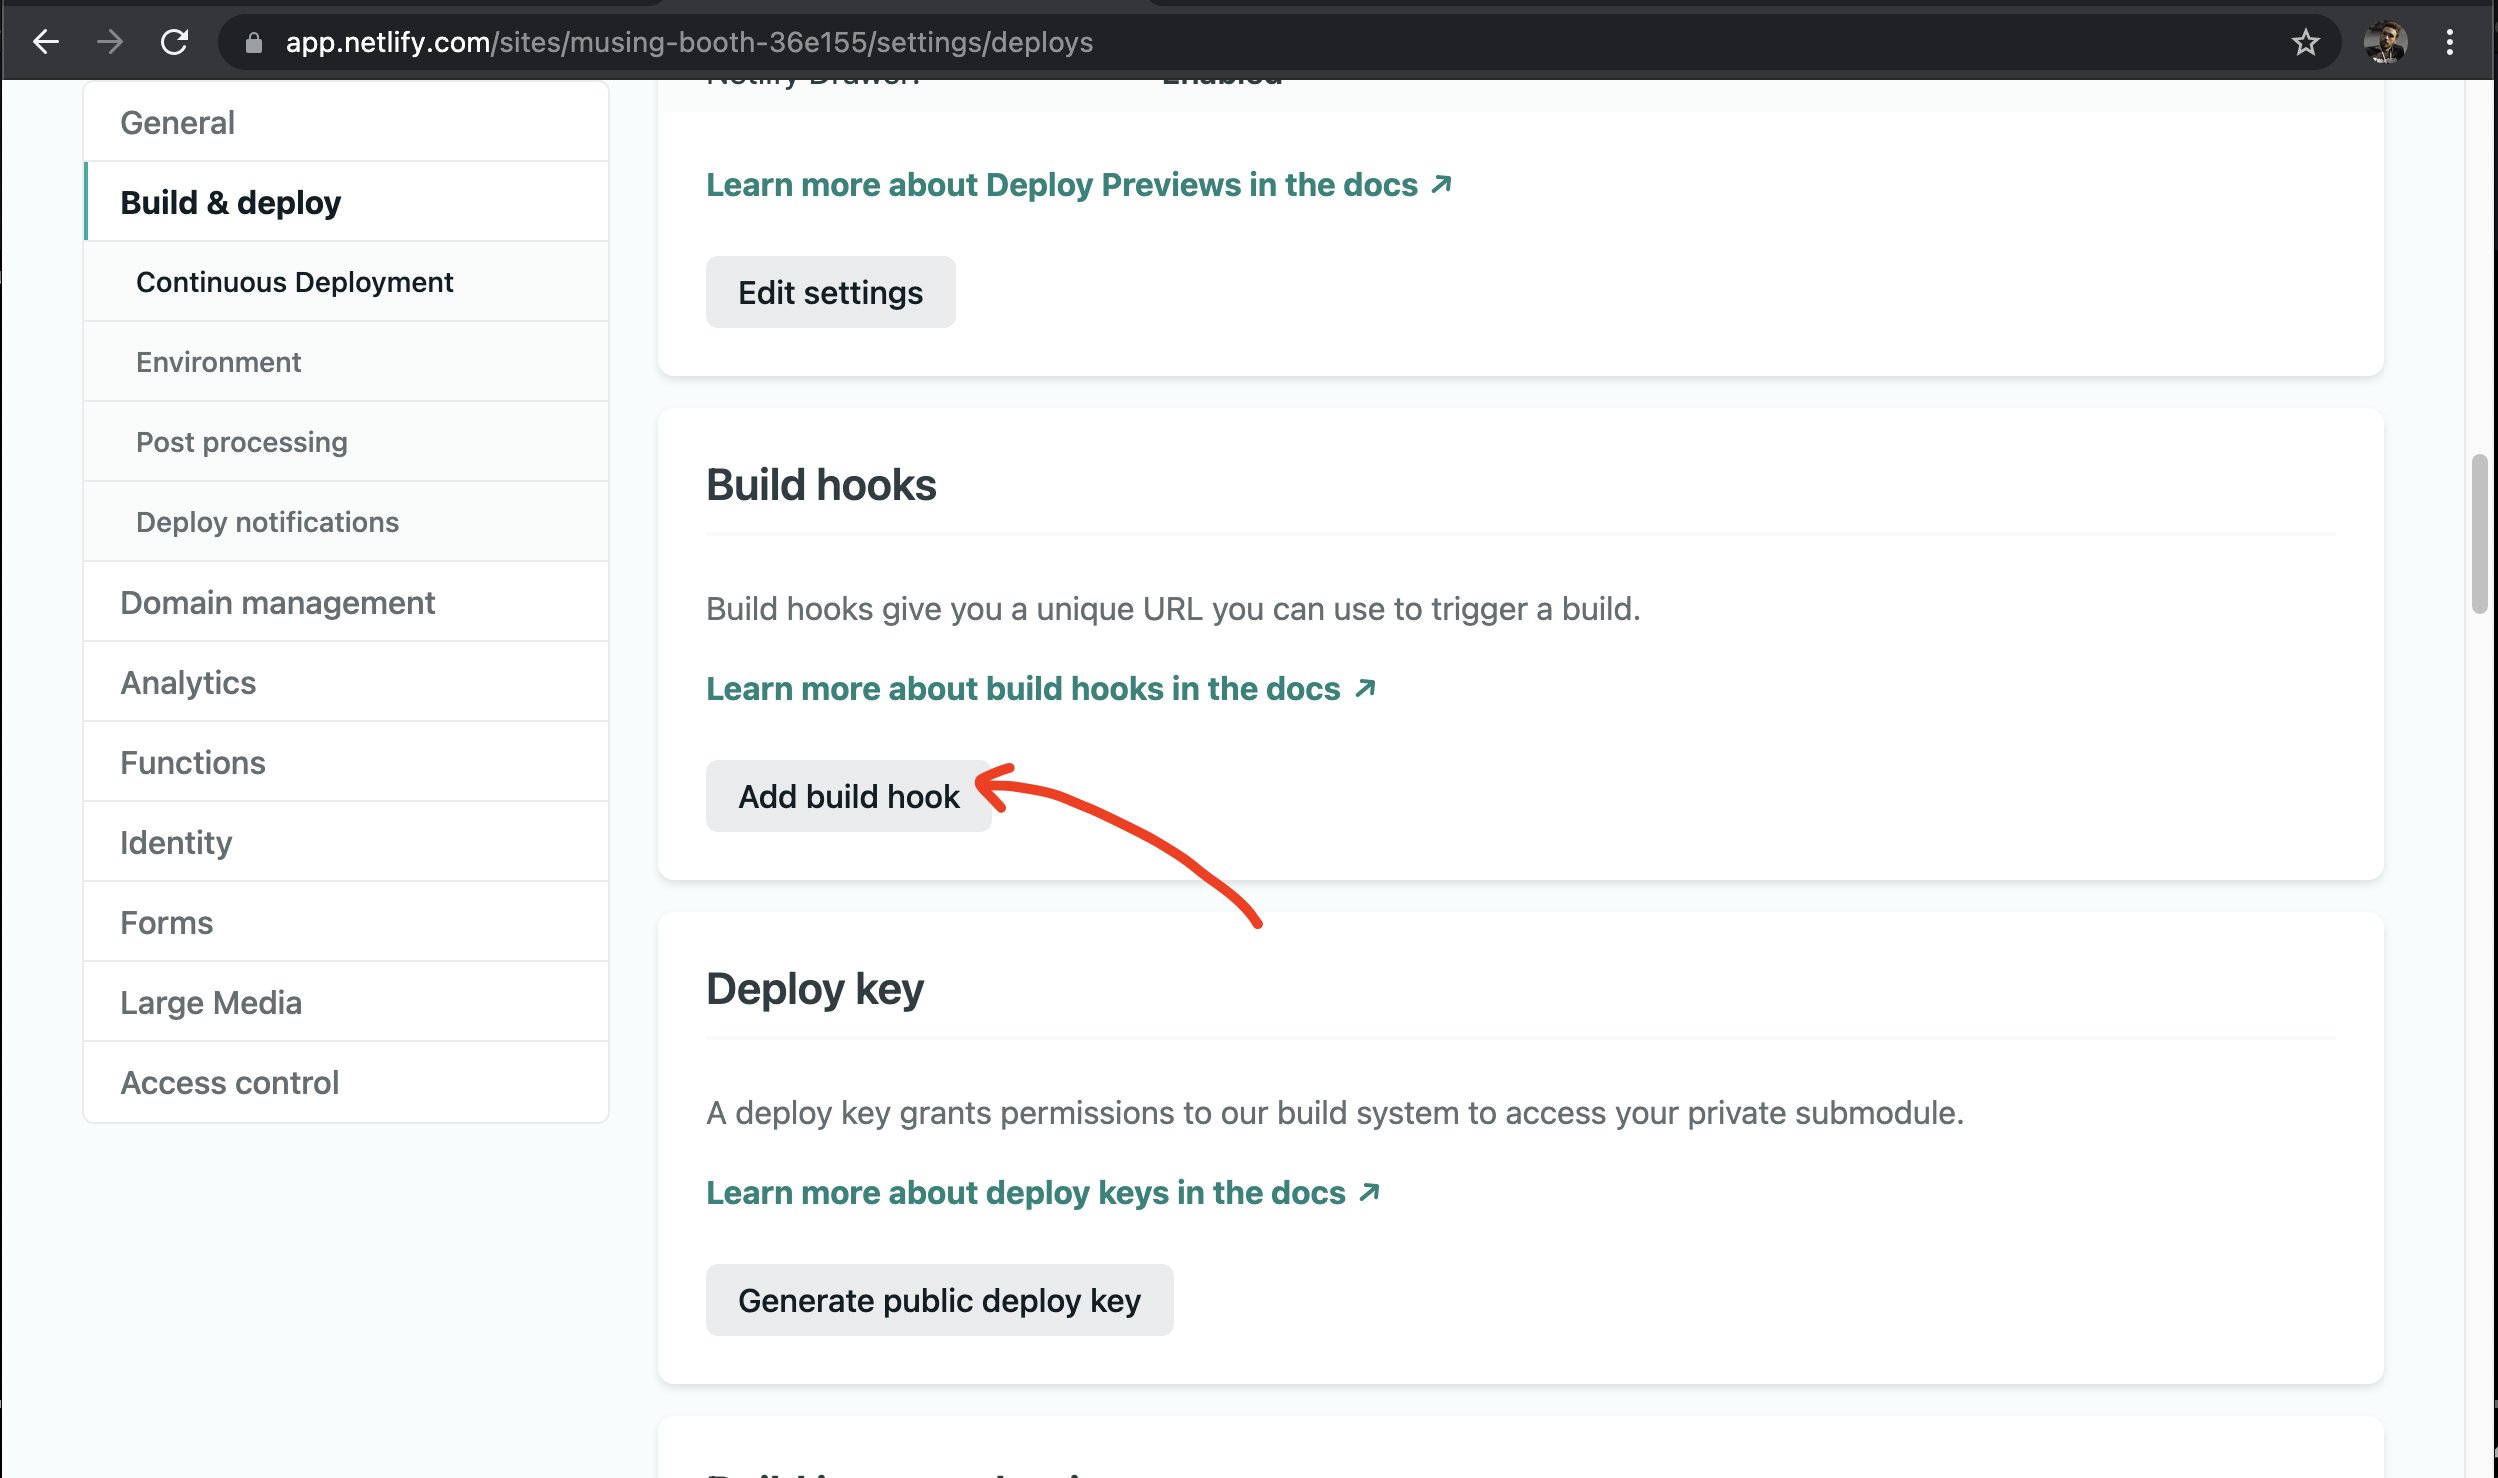 app.netlify.com/sites/musing-booth-36e155/settings/deploys
General
Build & deploy
Continuous Deployment
Environment
Post processing
Deploy notifications
Domain management
Analytics
Functions
Identity
Forms
Large Media
Access control
Netlify Drawer: Enabled
Learn more about Deploy Previews in the docs ↗
Edit settings
Build hooks
Build hooks give you a unique URL you can use to trigger a build.
Learn more about build hooks in the docs ↗
Add build hook
Deploy key
A deploy key grants permissions to our build system to access your private submodule.
Learn more about deploy keys in the docs ↗
Generate public deploy key